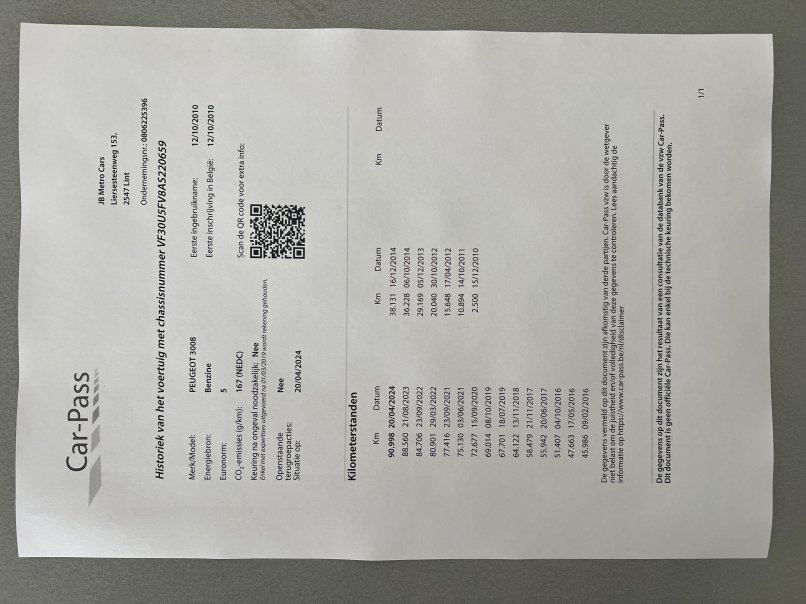 Car-Pass
JB Metro Cars
Liersesteenweg 153,
2547 Lint
Ondernemingsnr.: 0806225396
Historiek van het voertuig met chassisnummer VF30U5FV8AS220659
Merk/Model: PEUGEOT 3008
Eerste ingebruikname: 12/10/2010
Energiebron: Benzine
Eerste inschrijving in België: 12/10/2010
Euronorm: 5
CO₂-emissies (g/km): 167 (NEDC)
Scan de QR code voor extra info:
Keuring na ongeval noodzakelijk: Nee
Enkel met expertises uitgevoerd na 01/03/2019 wordt rekening gehouden.
Openstaande
terugroepacties: Nee
Situatie op: 20/04/2024
Kilometerstanden
Km Datum Km Datum Km Datum
90.998 20/04/2024 38.131 16/12/2014
88.560 21/08/2023 36.228 06/10/2014
84.706 23/09/2022 29.169 05/12/2013
80.901 29/03/2022 20.040 30/10/2012
77.416 23/09/2021 15.648 17/04/2012
75.130 03/06/2021 10.894 14/10/2011
72.677 15/09/2020 2.500 15/12/2010
69.014 08/10/2019
67.701 18/07/2019
64.122 13/11/2018
58.479 21/11/2017
55.942 20/06/2017
51.407 04/10/2016
47.663 17/05/2016
45.986 09/02/2016
De gegevens vermeld op dit document zijn afkomstig van derde partijen. Car-Pass vzw is door de wetgever
niet belast om de juistheid en/of volledigheid van deze gegevens te controleren. Lees aandachtig de
informatie op https://www.car-pass.be/nl/disclaimer
De gegevens op dit document zijn het resultaat van een consultatie van de databank van de vzw Car-Pass.
Dit document is geen officiële Car-Pass. Die kan enkel bij de technische keuring bekomen worden.
1/1